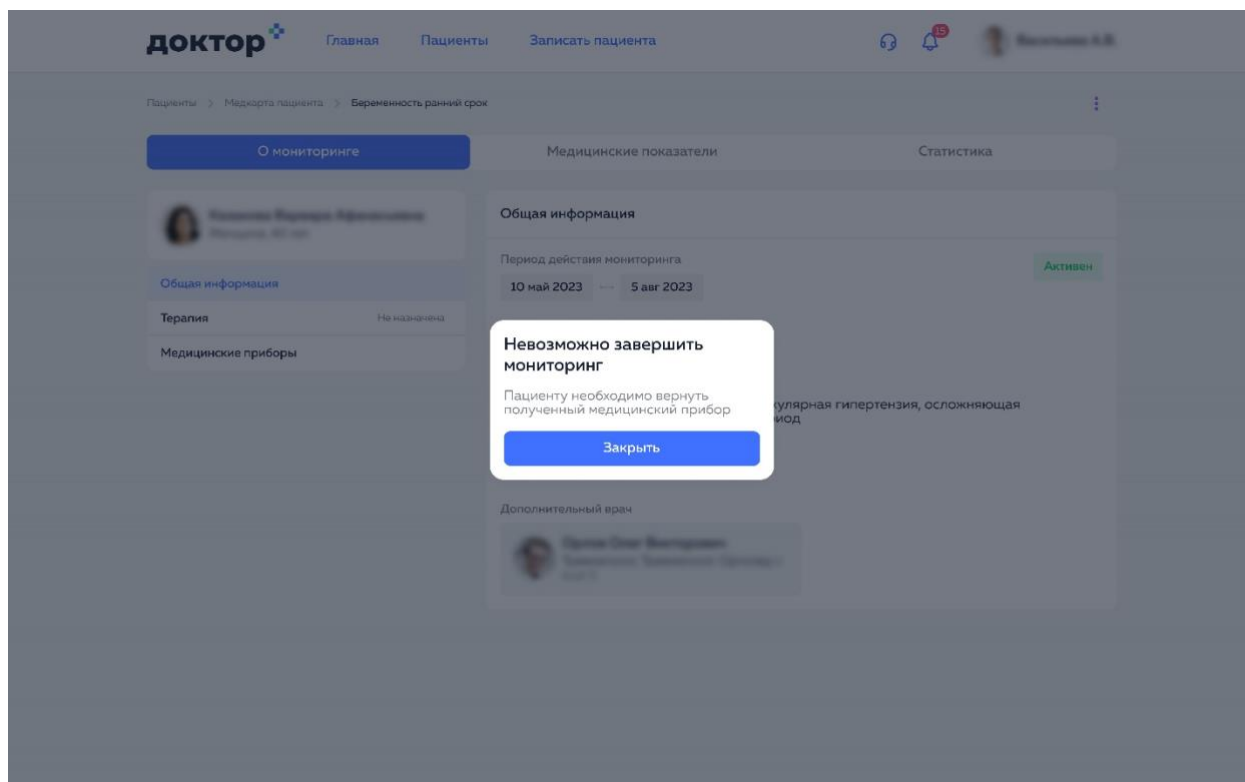 доктор
Главная Пациенты Записать пациента
15
Пациенты > Медкарта пациента > Беременность ранний срок
О мониторинге Медицинские показатели Статистика
Общая информация
Период действия мониторинга
Активен
10 май 2023 — 5 авг 2023
Общая информация
Терапия Не назначена
Медицинские приборы
Невозможно завершить
мониторинг
Пациенту необходимо вернуть
полученный медицинский прибор
Закрыть
гипертензия, осложняющая
Дополнительный врач